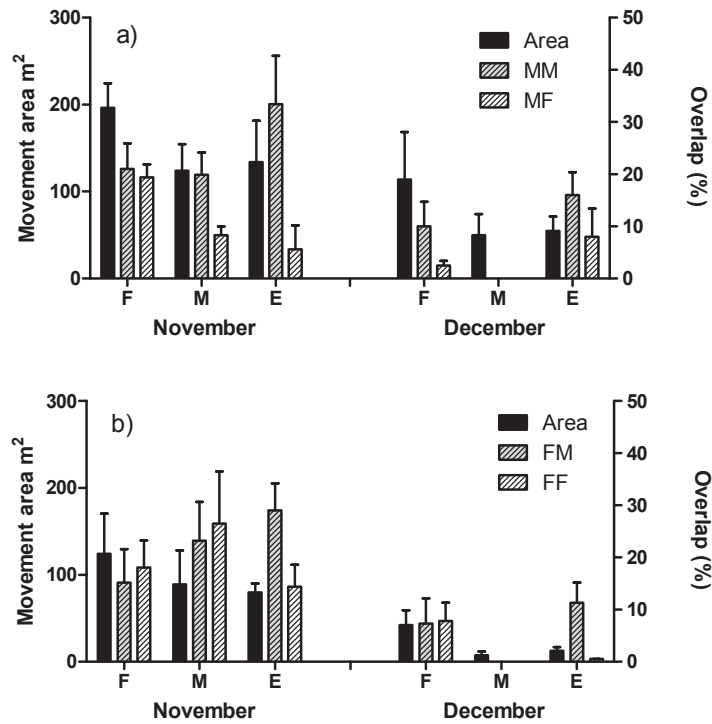 a)
Area
MM
MF
Movement area m²
300
200
100
0
50
40
30
20
10
0
Overlap (%)
F M E F M E
November December
b)
Area
FM
FF
Movement area m²
300
200
100
0
50
40
30
20
10
0
Overlap (%)
F M E F M E
November December